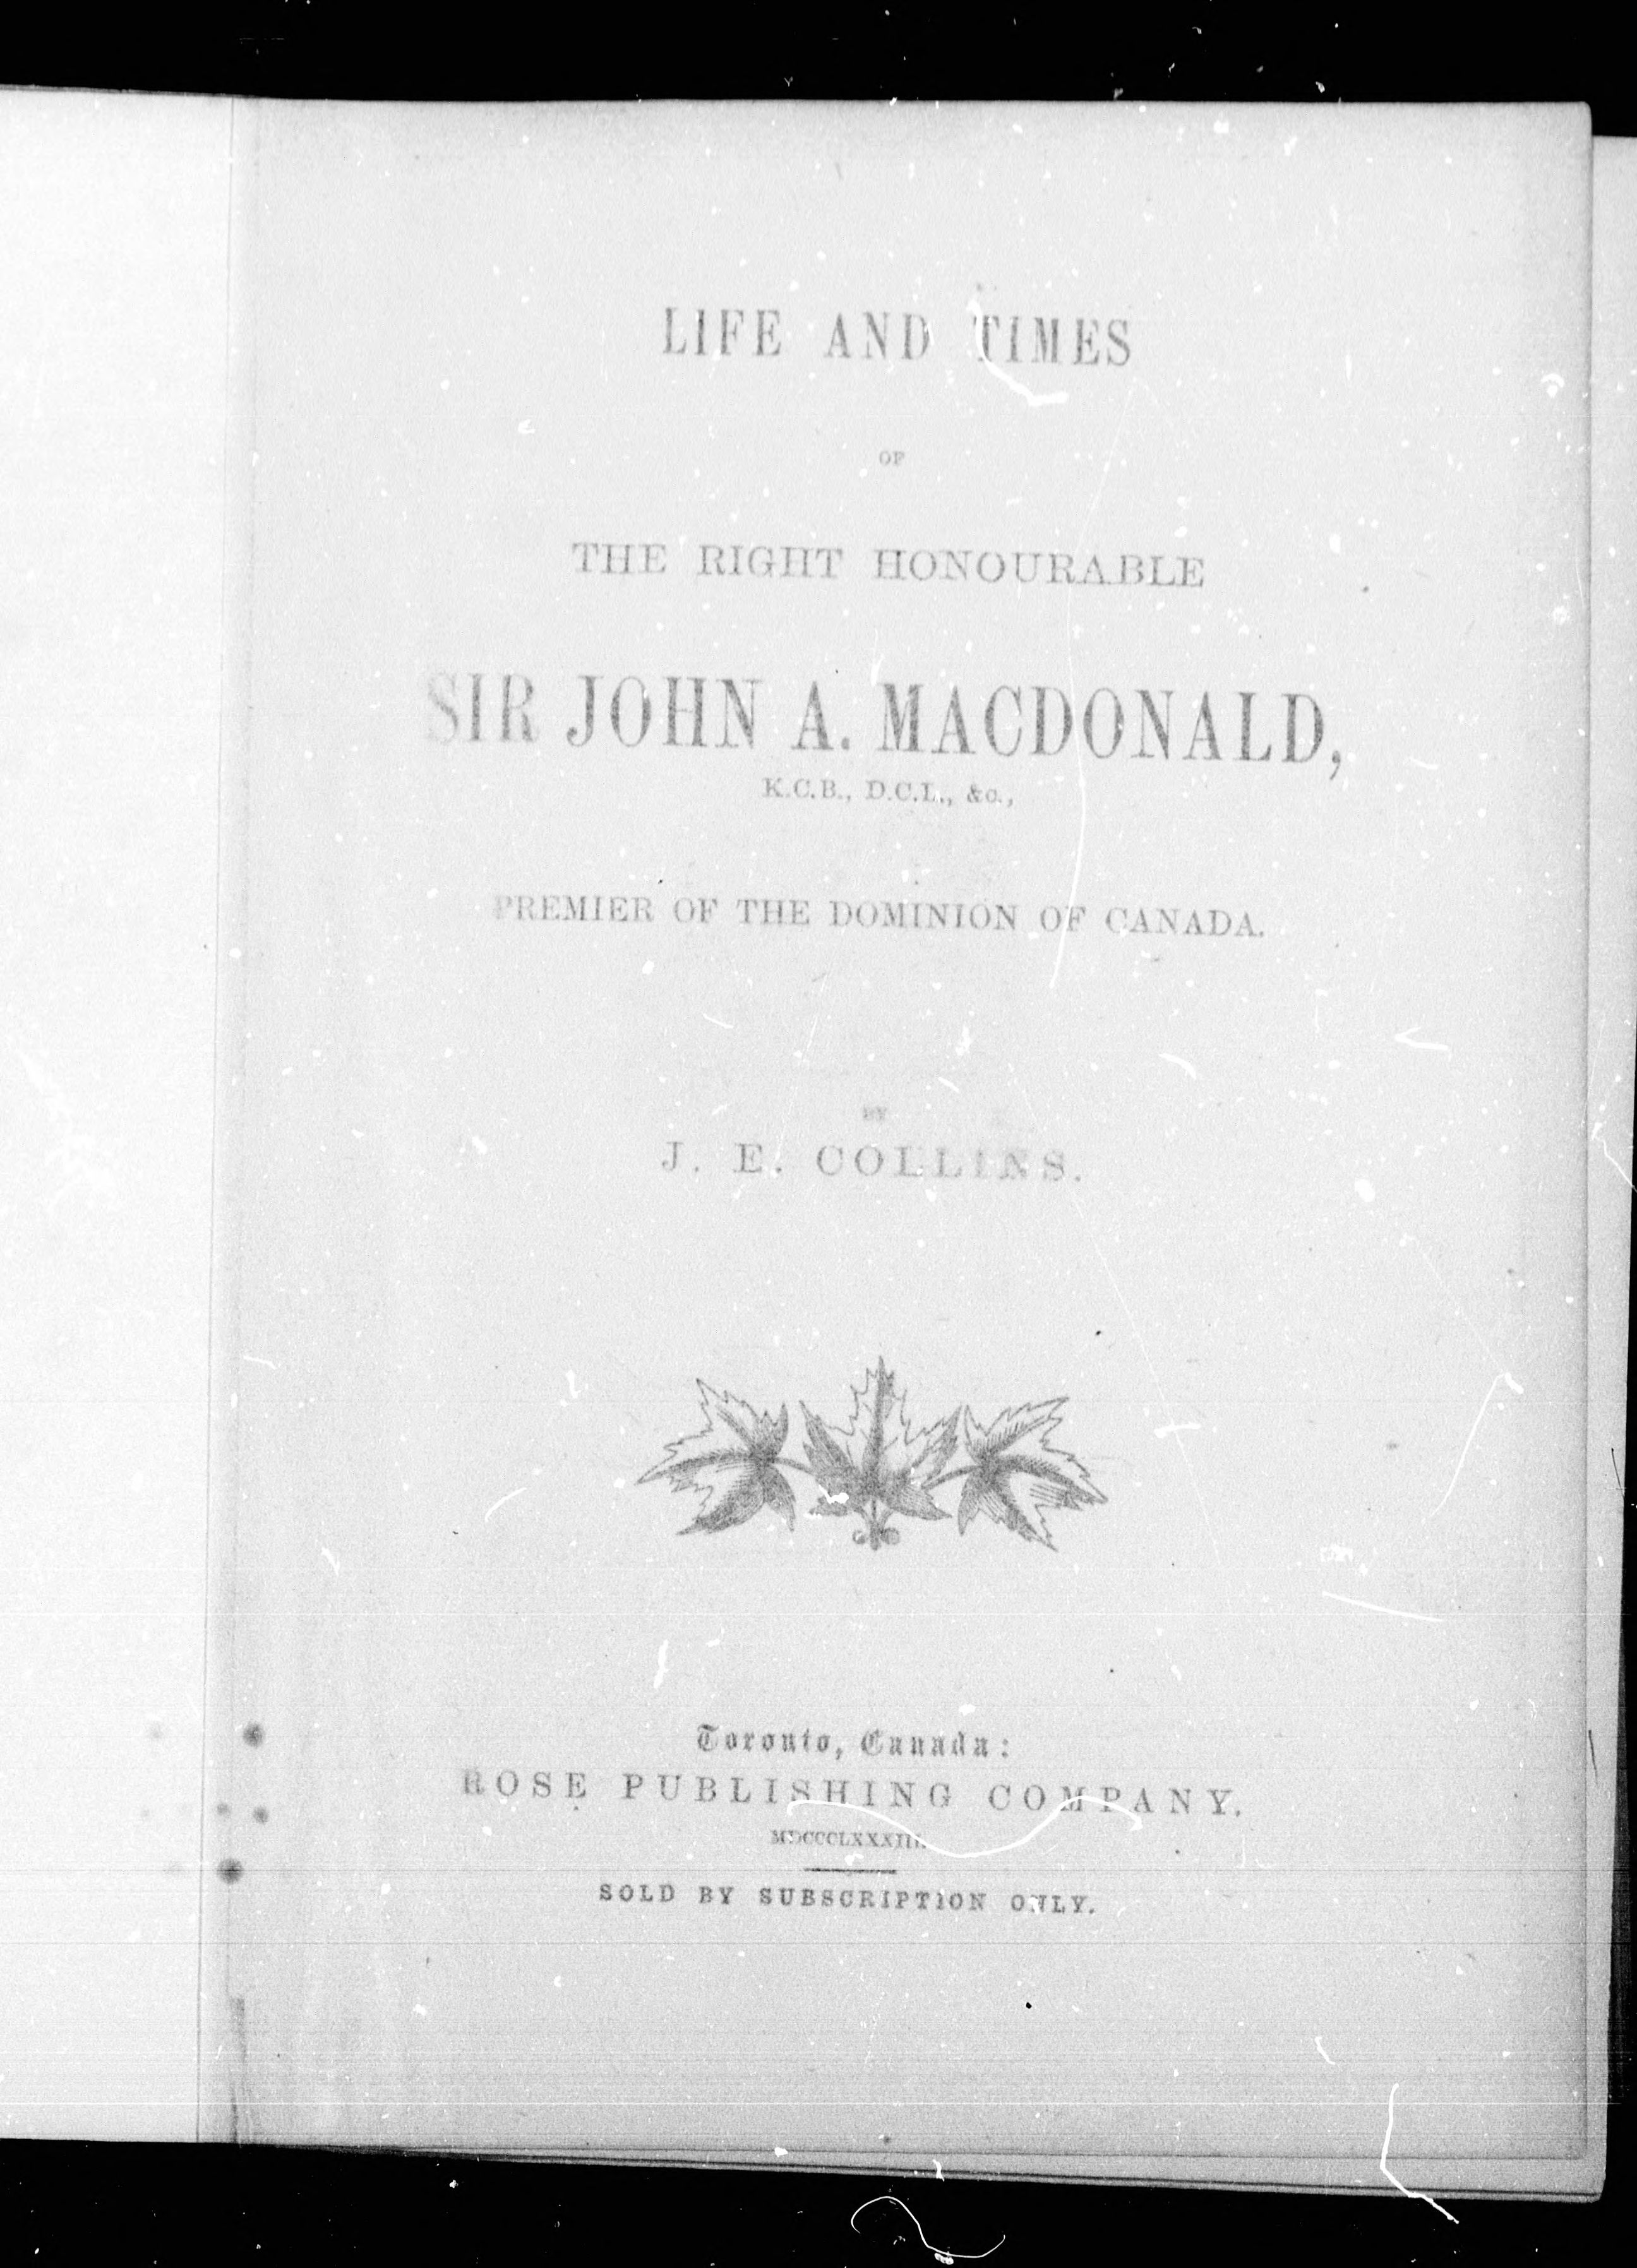 LIFE AND TIMES
OF
THE RIGHT HONOURABLE
SIR JOHN A. MACDONALD,
K.C.B., D.C.L., &c.,
PREMIER OF THE DOMINION OF CANADA.
BY
J. E. COLLINS.
Toronto, Canada:
ROSE PUBLISHING COMPANY.
MDCCCLXXXIII.
SOLD BY SUBSCRIPTION ONLY.